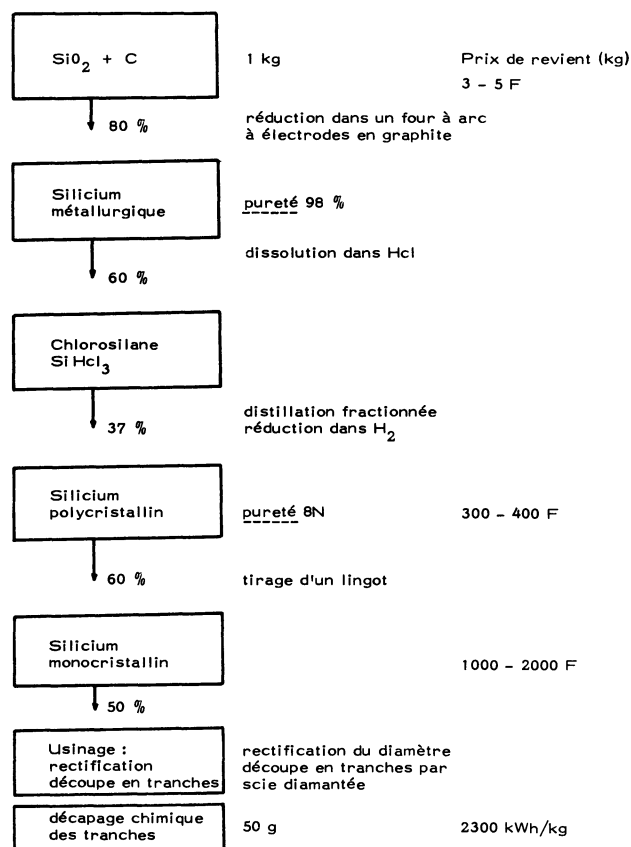 SiO2 + C 1 kg Prix de revient (kg)
3 - 5 F
80 % réduction dans un four à arc
à électrodes en graphite
Silicium
métallurgique pureté 98 %
dissolution dans Hcl
60 %
Chlorosilane
SiHcl3
distillation fractionnée
37 % réduction dans H2
Silicium
polycristallin pureté 8N 300 - 400 F
60 % tirage d'un lingot
Silicium
monocristallin 1000 - 2000 F
50 %
Usinage : rectification du diamètre
rectification découpe en tranches par
découpe en tranches scie diamantée
décapage chimique
des tranches 50 g 2300 kWh/kg